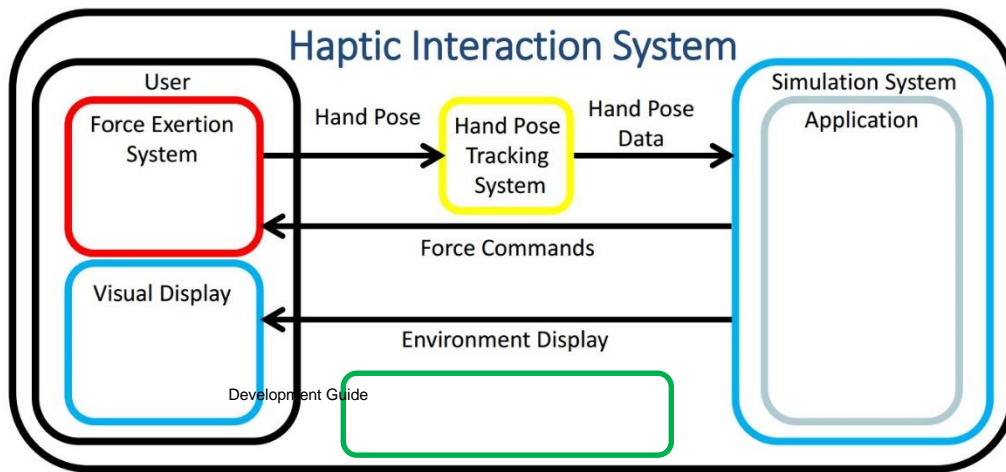 Haptic Interaction System
User
Force Exertion
System
Visual Display
Hand Pose
Hand Pose
Tracking
System
Hand Pose
Data
Force Commands
Environment Display
Simulation System
Application
Development Guide